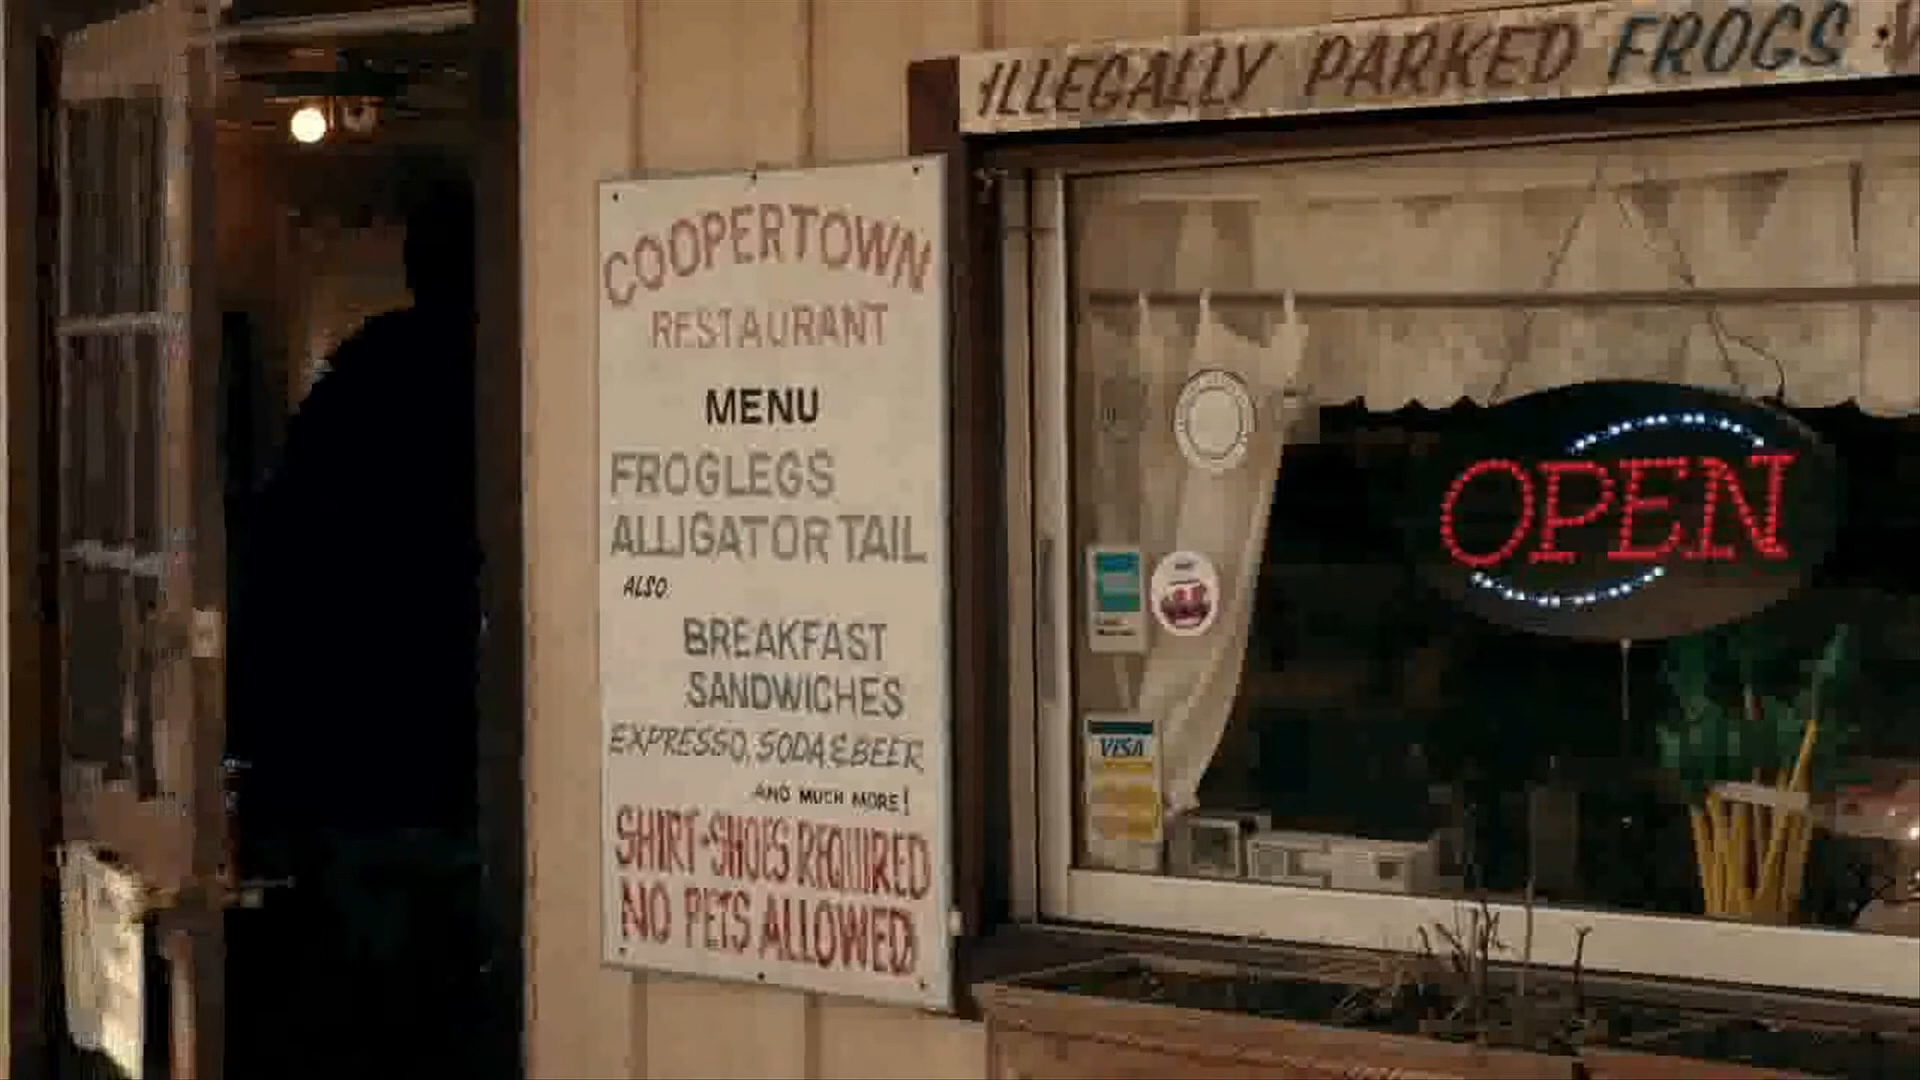 ILLEGALLY PARKED FROGS
COOPERTOWN
RESTAURANT
MENU
FROGLEGS
ALLIGATOR TAIL
ALSO
BREAKFAST
SANDWICHES
EXPRESSO, SODA & BEER
AND MUCH MORE!
SHIRT-SHOES REQUIRED
NO PETS ALLOWED
OPEN
VISA